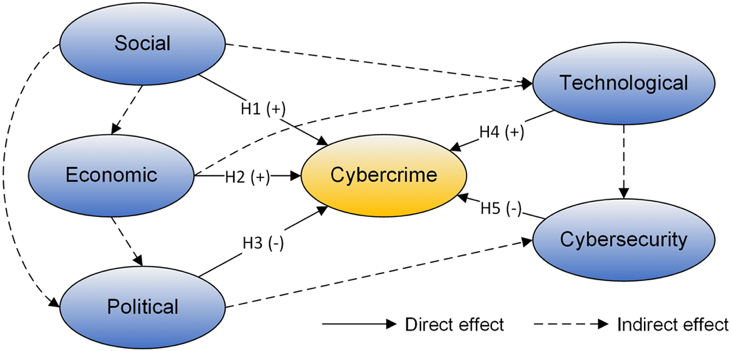 Social
Technological
H1 (+)
H4 (+)
Economic
H2 (+)
Cybercrime
H5 (-)
H3 (-)
Cybersecurity
Political
Direct effect
Indirect effect